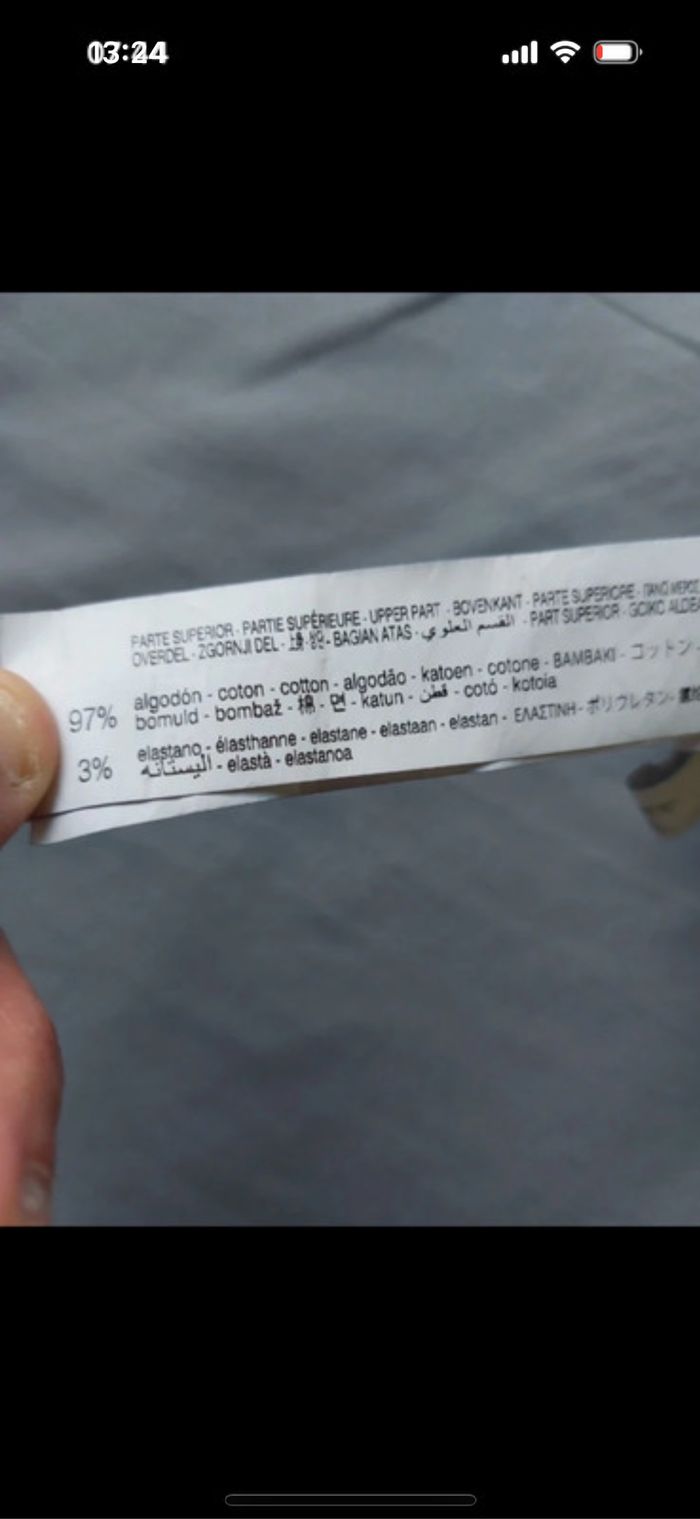 PARTE SUPERIOR - PARTIE SUPÉRIEURE - UPPER PART - BOVENKANT - PARTE SUPERIORE -
OVERDEL - ZGORNJI DEL - BAGIAN ATAS - القسم العلوي - PART SUPERIOR - GOIKO
97% algodón - coton - cotton - algodão - katoen - cotone - BAMBAKI - コットン -
bomuld - bombaž - 棉 - 면 - katun - قطن - cotó - kotoia
3% elastano - élasthanne - elastane - elastaan - elastan - ΕΛΑΣΤΙΝΗ - ポリウレタン -
اليستانه - elastà - elastanoa